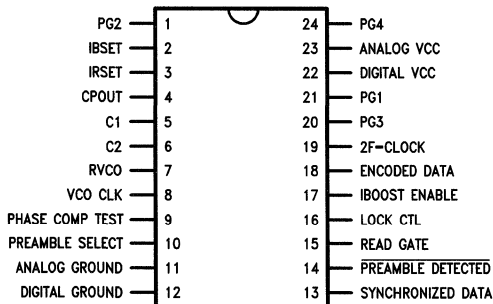 PG2 1 24 PG4
IBSET 2 23 ANALOG VCC
IRSET 3 22 DIGITAL VCC
CPOUT 4 21 PG1
C1 5 20 PG3
C2 6 19 2F-CLOCK
RVCO 7 18 ENCODED DATA
VCO CLK 8 17 IBOOST ENABLE
PHASE COMP TEST 9 16 LOCK CTL
PREAMBLE SELECT 10 15 READ GATE
ANALOG GROUND 11 14 PREAMBLE DETECTED
DIGITAL GROUND 12 13 SYNCHRONIZED DATA